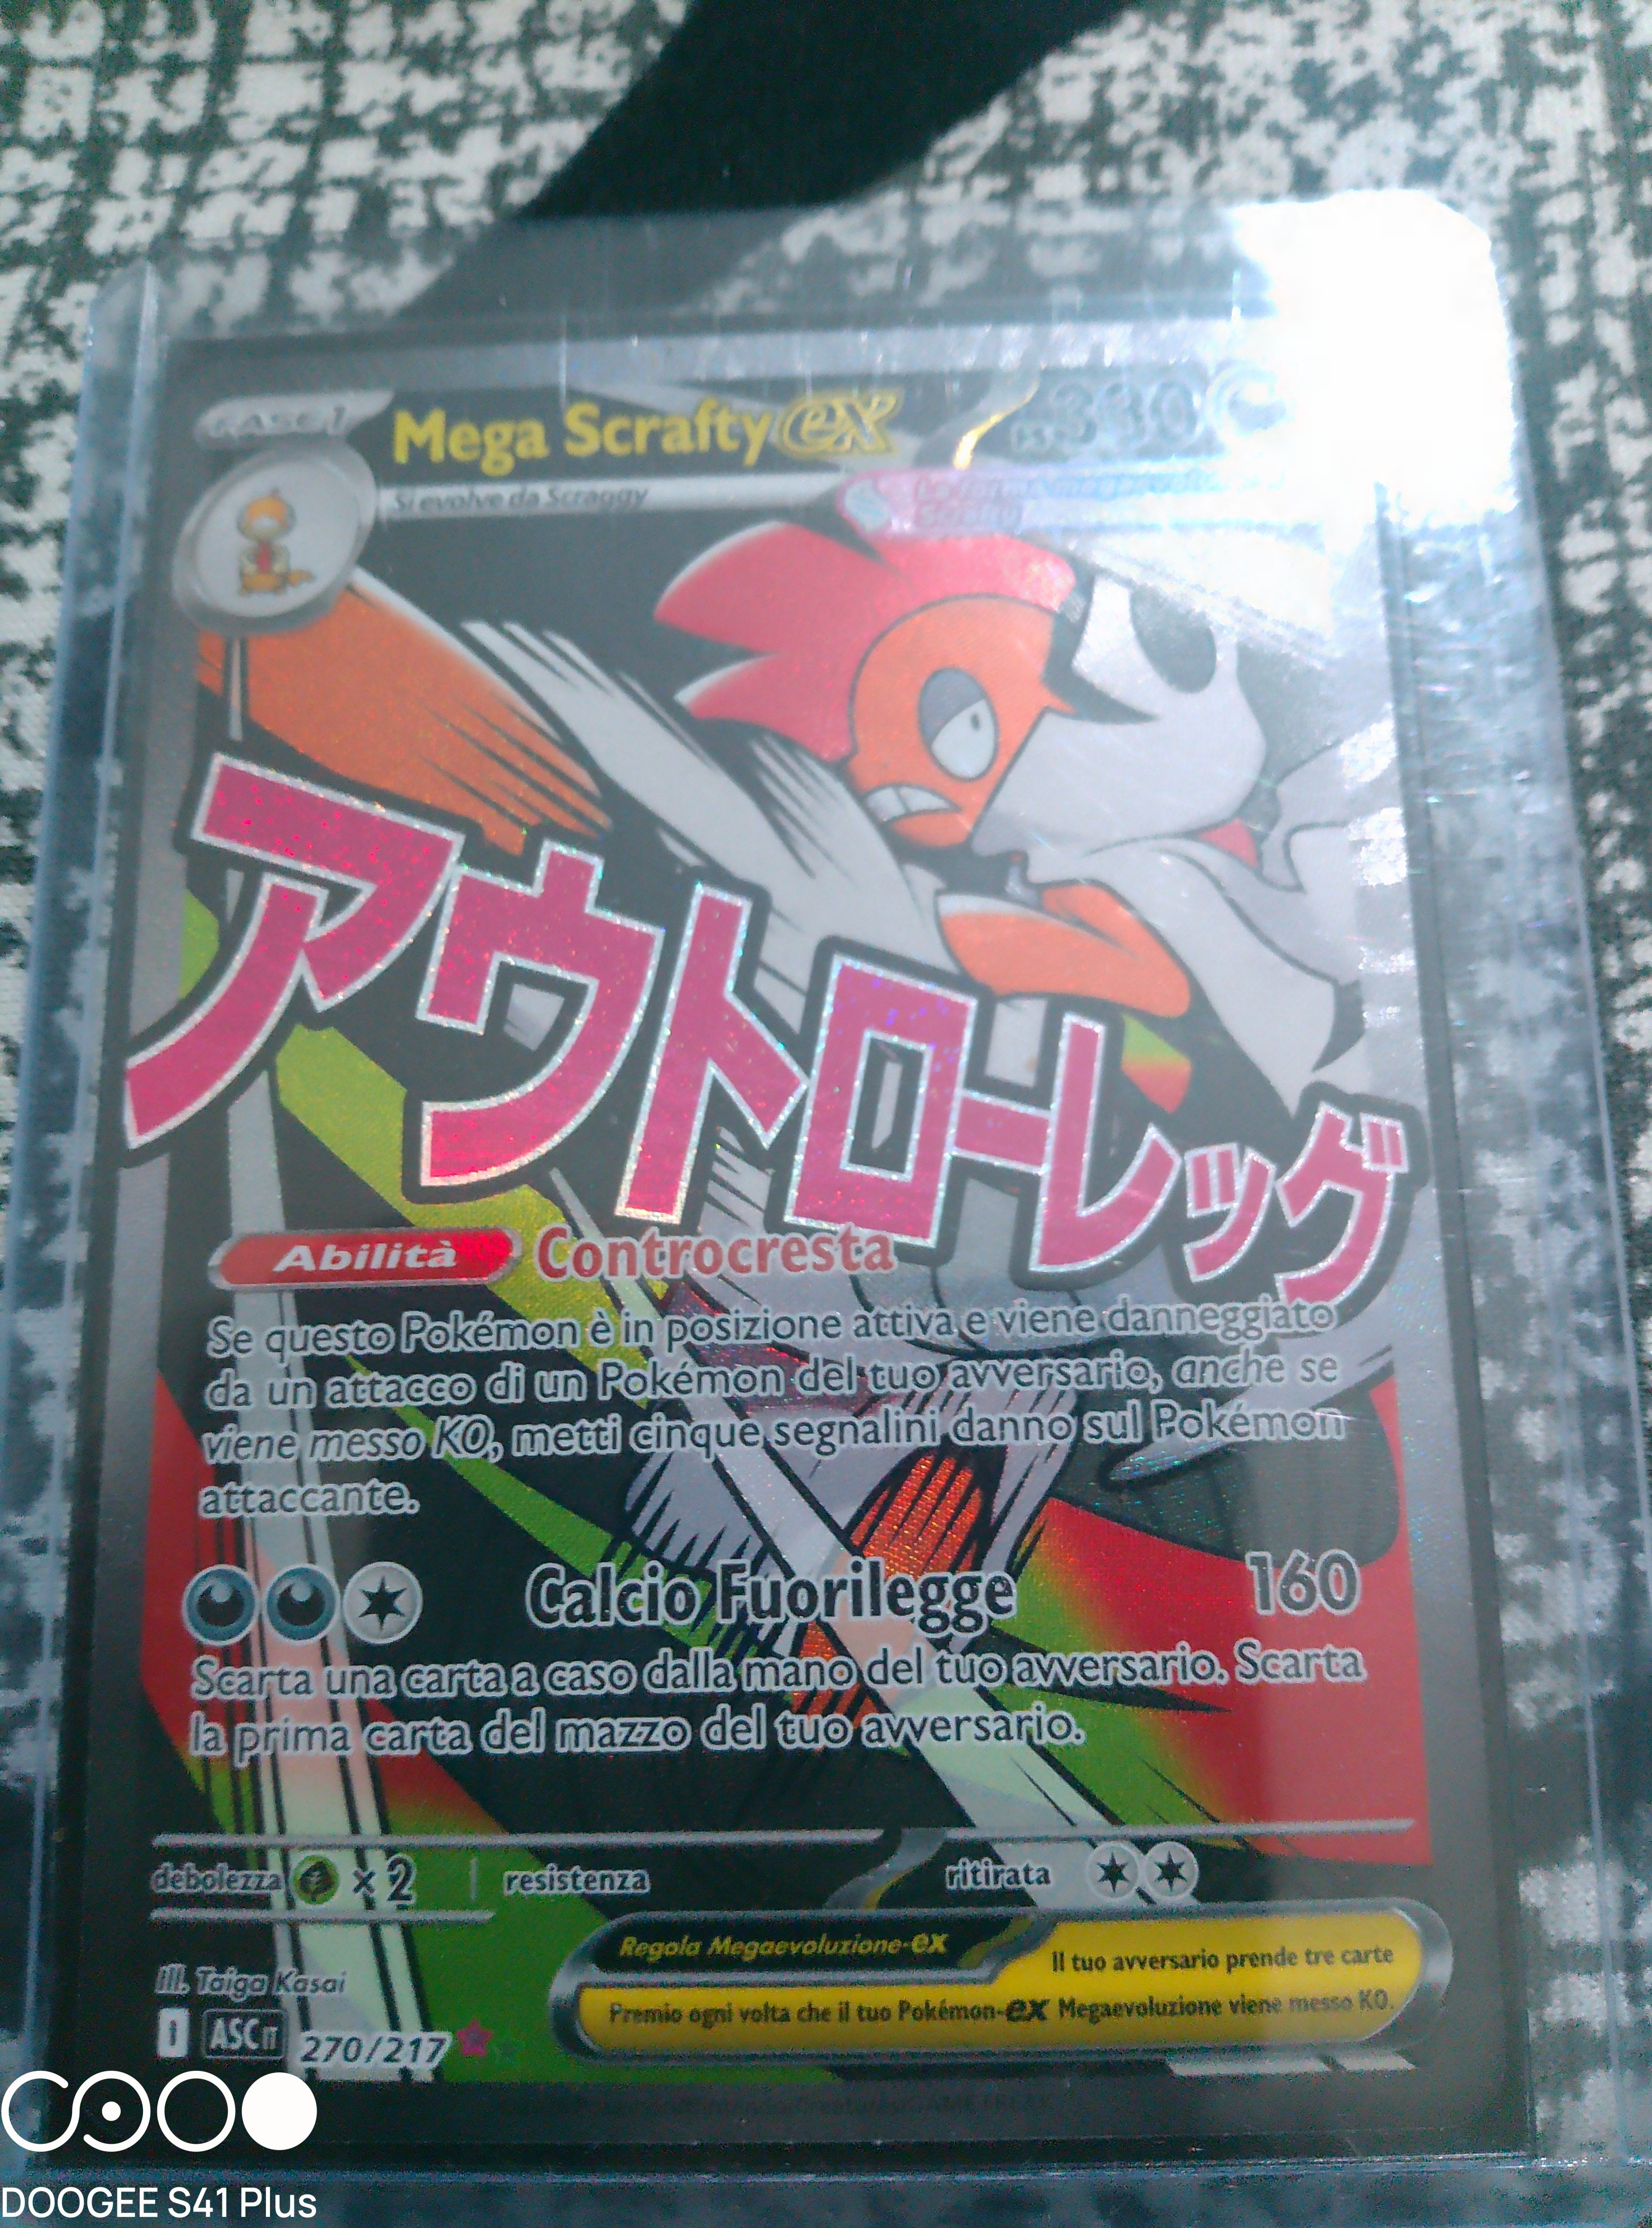 FASE 1
Mega Scrafty ex
330
Si evolve da Scraggy
アウトローレッグ
Abilità Controcresta
Se questo Pokémon è in posizione attiva e viene danneggiato
da un attacco di un Pokémon del tuo avversario, anche se
viene messo KO, metti cinque segnalini danno sul Pokémon
attaccante.
Calcio Fuorilegge 160
Scarta una carta a caso dalla mano del tuo avversario. Scarta
la prima carta del mazzo del tuo avversario.
debolezza ×2 resistenza ritirata
Regola Megaevoluzione-ex Il tuo avversario prende tre carte
Premio ogni volta che il tuo Pokémon-ex Megaevoluzione viene messo KO.
Ill. Taiga Kasai
I ASC IT 270/217
DOOGEE S41 Plus